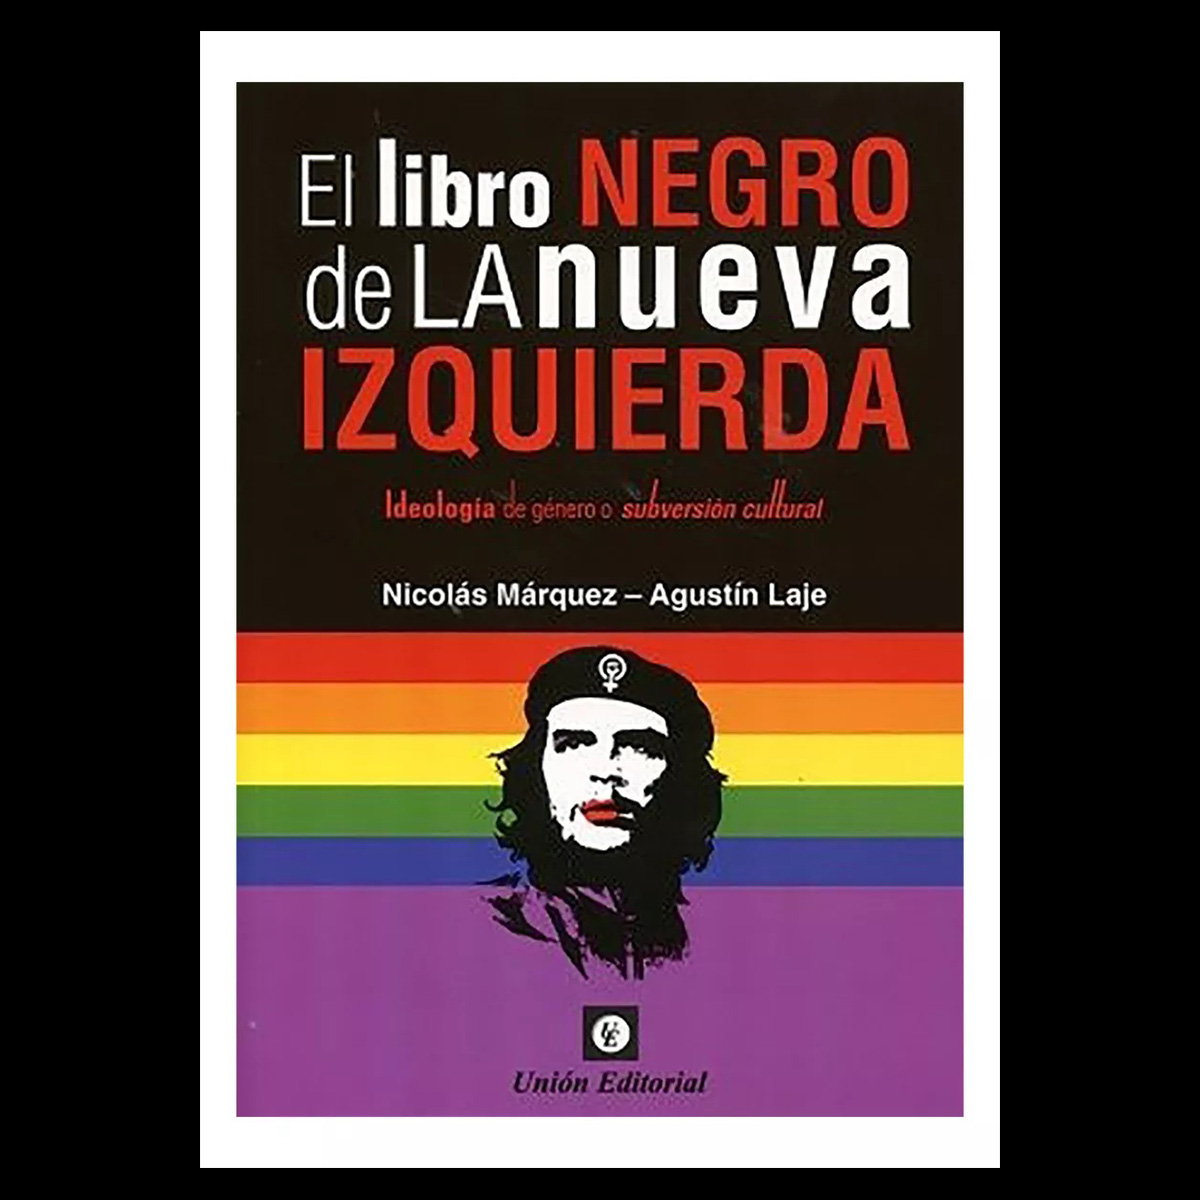 El libro NEGRO
de LA nueva
IZQUIERDA
Ideología de género o subversión cultural
Nicolás Márquez – Agustín Laje
UE
Unión Editorial